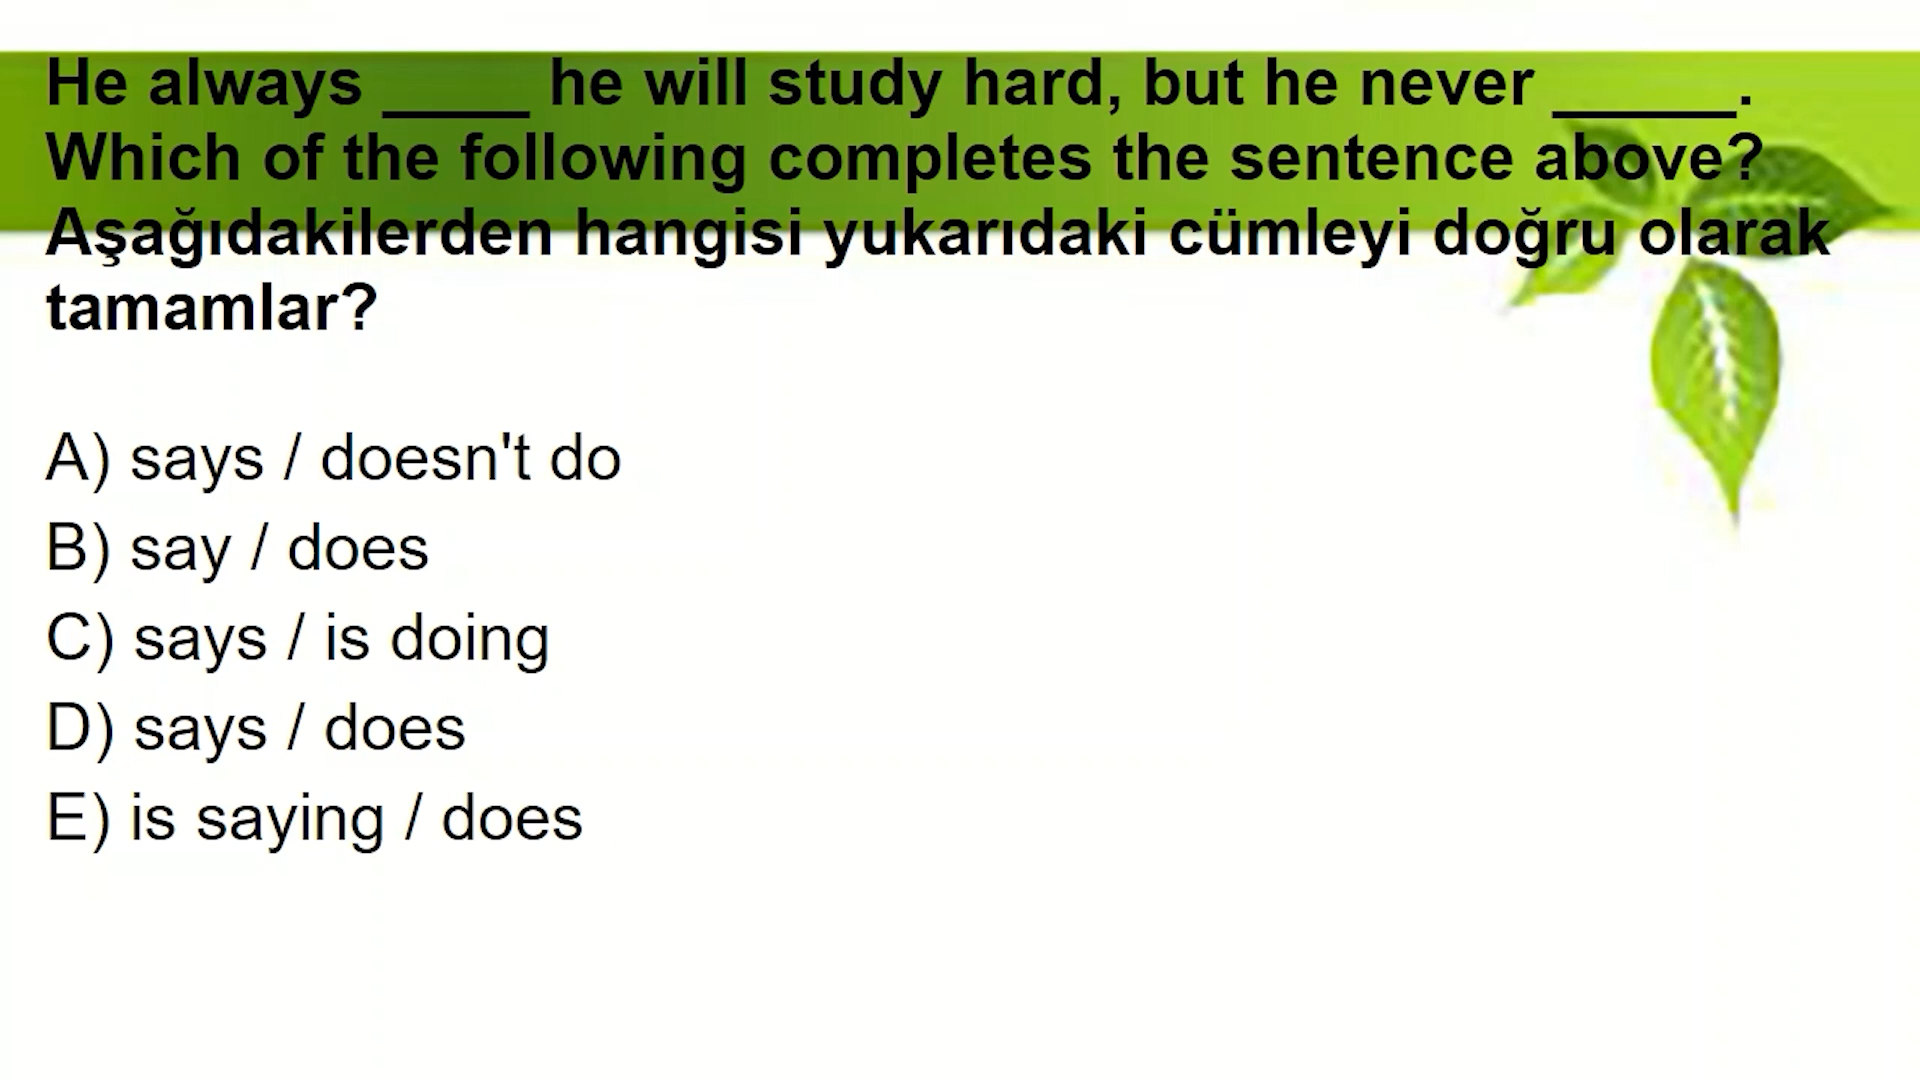 He always ____ he will study hard, but he never _____.
Which of the following completes the sentence above?
Aşağıdakilerden hangisi yukarıdaki cümleyi doğru olarak
tamamlar?
A) says / doesn't do
B) say / does
C) says / is doing
D) says / does
E) is saying / does